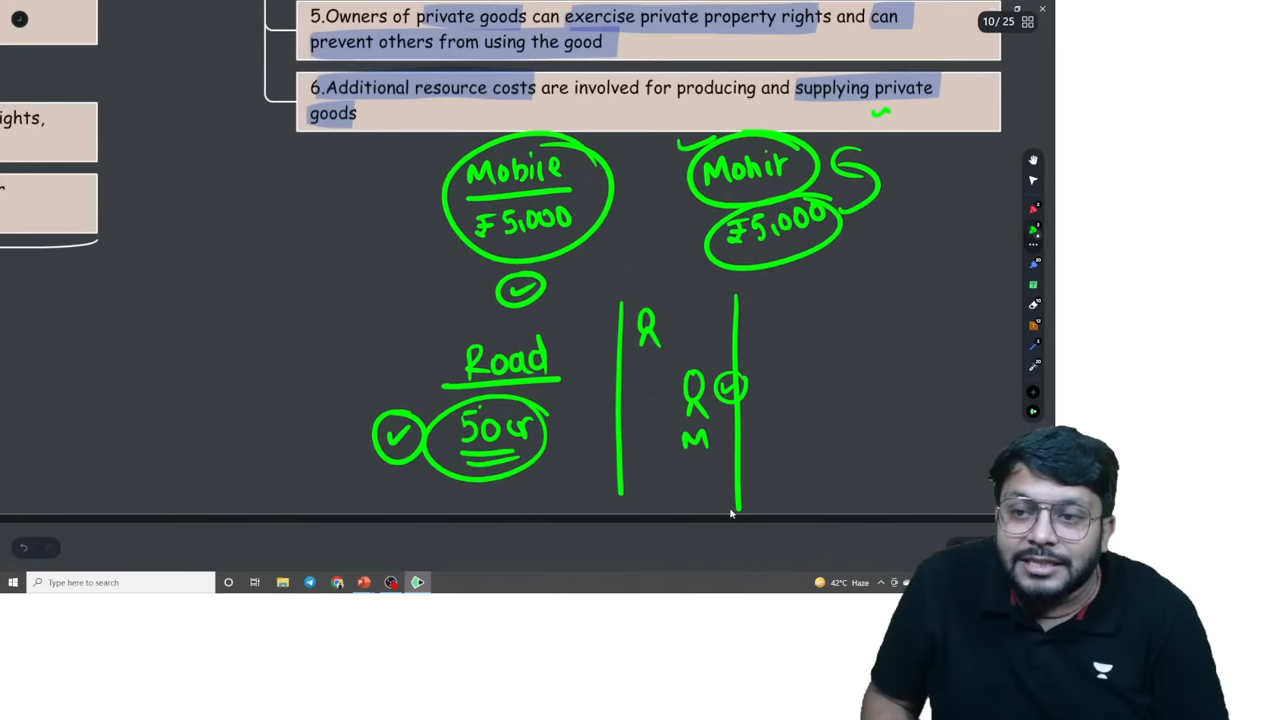 5.Owners of private goods can exercise private property rights and can
prevent others from using the good
10/ 25
6.Additional resource costs are involved for producing and supplying private
goods
ights,
r
Mobile
₹5,000
Mohit
₹5,000
Road
50 cr
M
Type here to search
42°C Haze